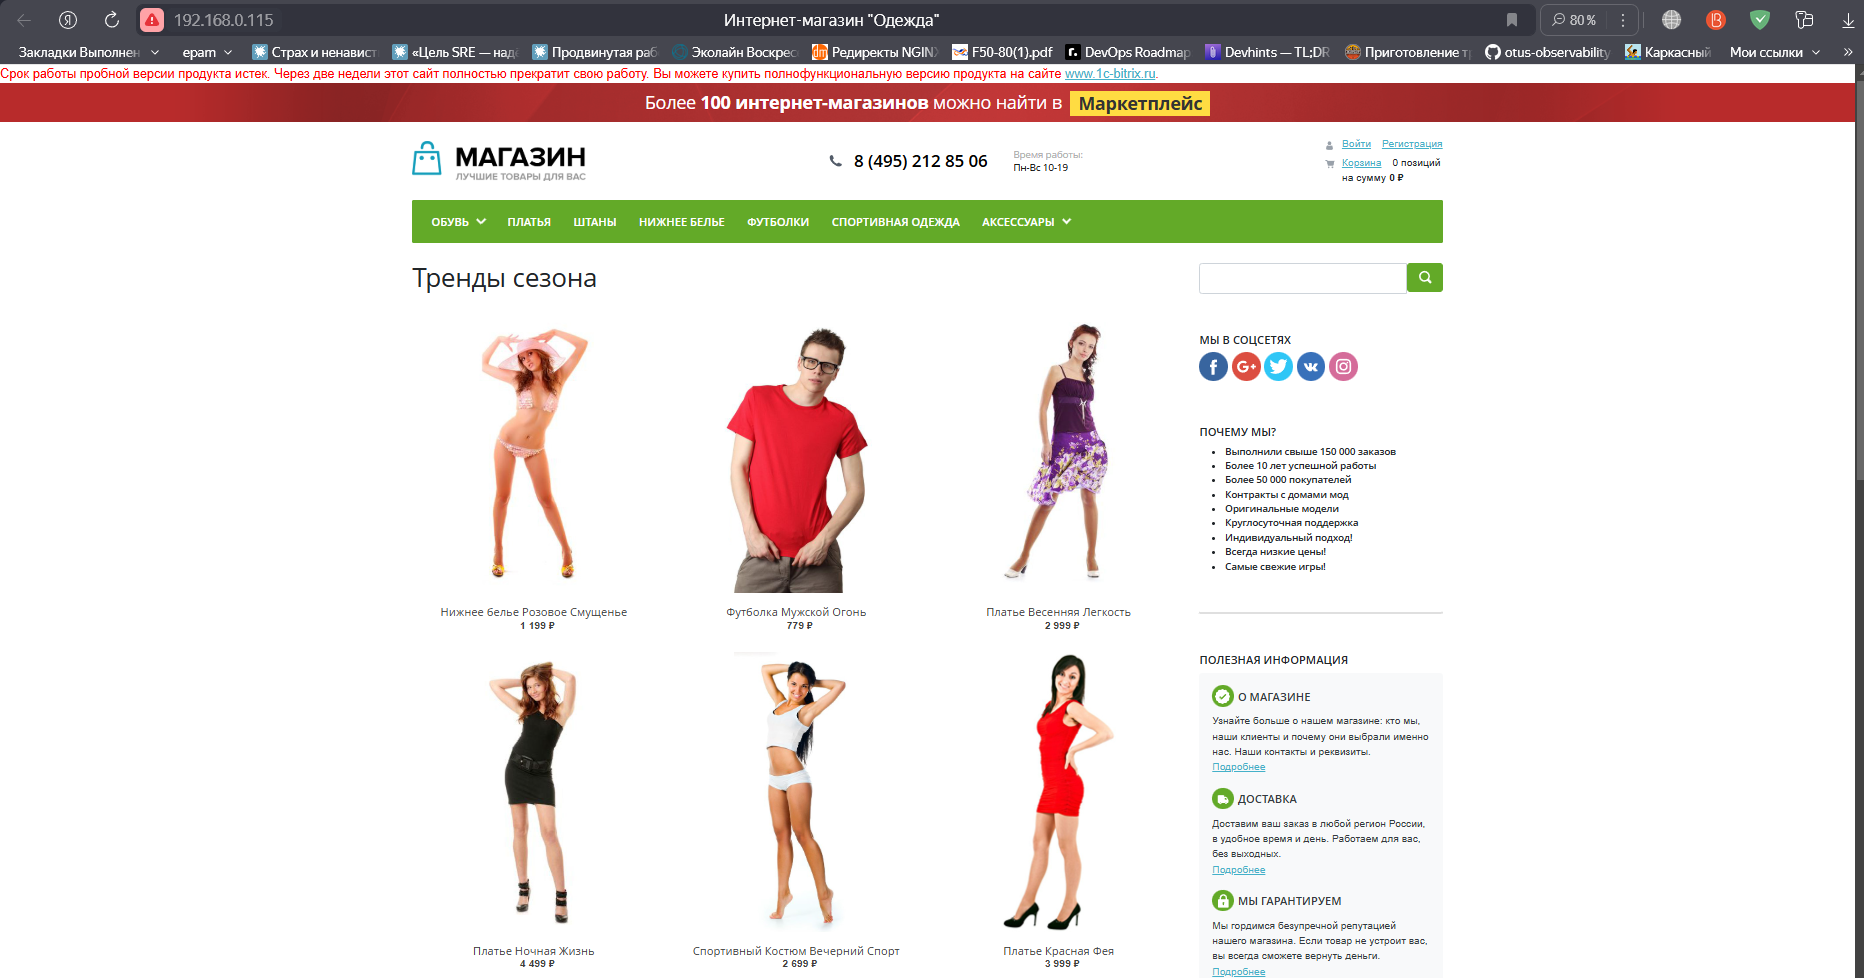 192.168.0.115
Интернет-магазин "Одежда"
80 %
Закладки Выполнен
epam
Страх и ненавист
«Цель SRE — над
Продвинутая раб
Эколайн Воскрес
Редиректы NGIN
F50-80(1).pdf
DevOps Roadmap
Devhints — TL;DR
Приготовление т
otus-observability
Каркасный
Мои ссылки
»
Срок работы пробной версии продукта истек. Через две недели этот сайт полностью прекратит свою работу. Вы можете купить полнофункциональную версию продукта на сайте www.1c-bitrix.ru.
Более 100 интернет-магазинов можно найти в Маркетплейс
МАГАЗИН
ЛУЧШИЕ ТОВАРЫ ДЛЯ ВАС
8 (495) 212 85 06
Время работы:
Пн-Вс 10-19
Войти Регистрация
Корзина 0 позиций
на сумму 0 ₽
ОБУВЬ ПЛАТЬЯ ШТАНЫ НИЖНЕЕ БЕЛЬЕ ФУТБОЛКИ СПОРТИВНАЯ ОДЕЖДА АКСЕССУАРЫ
Тренды сезона
Нижнее белье Розовое Смущенье
1 199 ₽
Футболка Мужской Огонь
779 ₽
Платье Весенняя Легкость
2 999 ₽
Платье Ночная Жизнь
4 499 ₽
Спортивный Костюм Вечерний Спорт
2 699 ₽
Платье Красная Фея
3 999 ₽
МЫ В СОЦСЕТЯХ
ПОЧЕМУ МЫ?
Выполнили свыше 150 000 заказов
Более 10 лет успешной работы
Более 50 000 покупателей
Контракты с домами мод
Оригинальные модели
Круглосуточная поддержка
Индивидуальный подход!
Всегда низкие цены!
Самые свежие игры!
ПОЛЕЗНАЯ ИНФОРМАЦИЯ
О МАГАЗИНЕ
Узнайте больше о нашем магазине: кто мы,
наши клиенты и почему они выбрали именно
нас. Наши контакты и реквизиты.
Подробнее
ДОСТАВКА
Доставим ваш заказ в любой регион России,
в удобное время и день. Работаем для вас,
без выходных.
Подробнее
МЫ ГАРАНТИРУЕМ
Мы гордимся безупречной репутацией
нашего магазина. Если товар не устроит вас,
вы всегда сможете вернуть деньги.
Подробнее